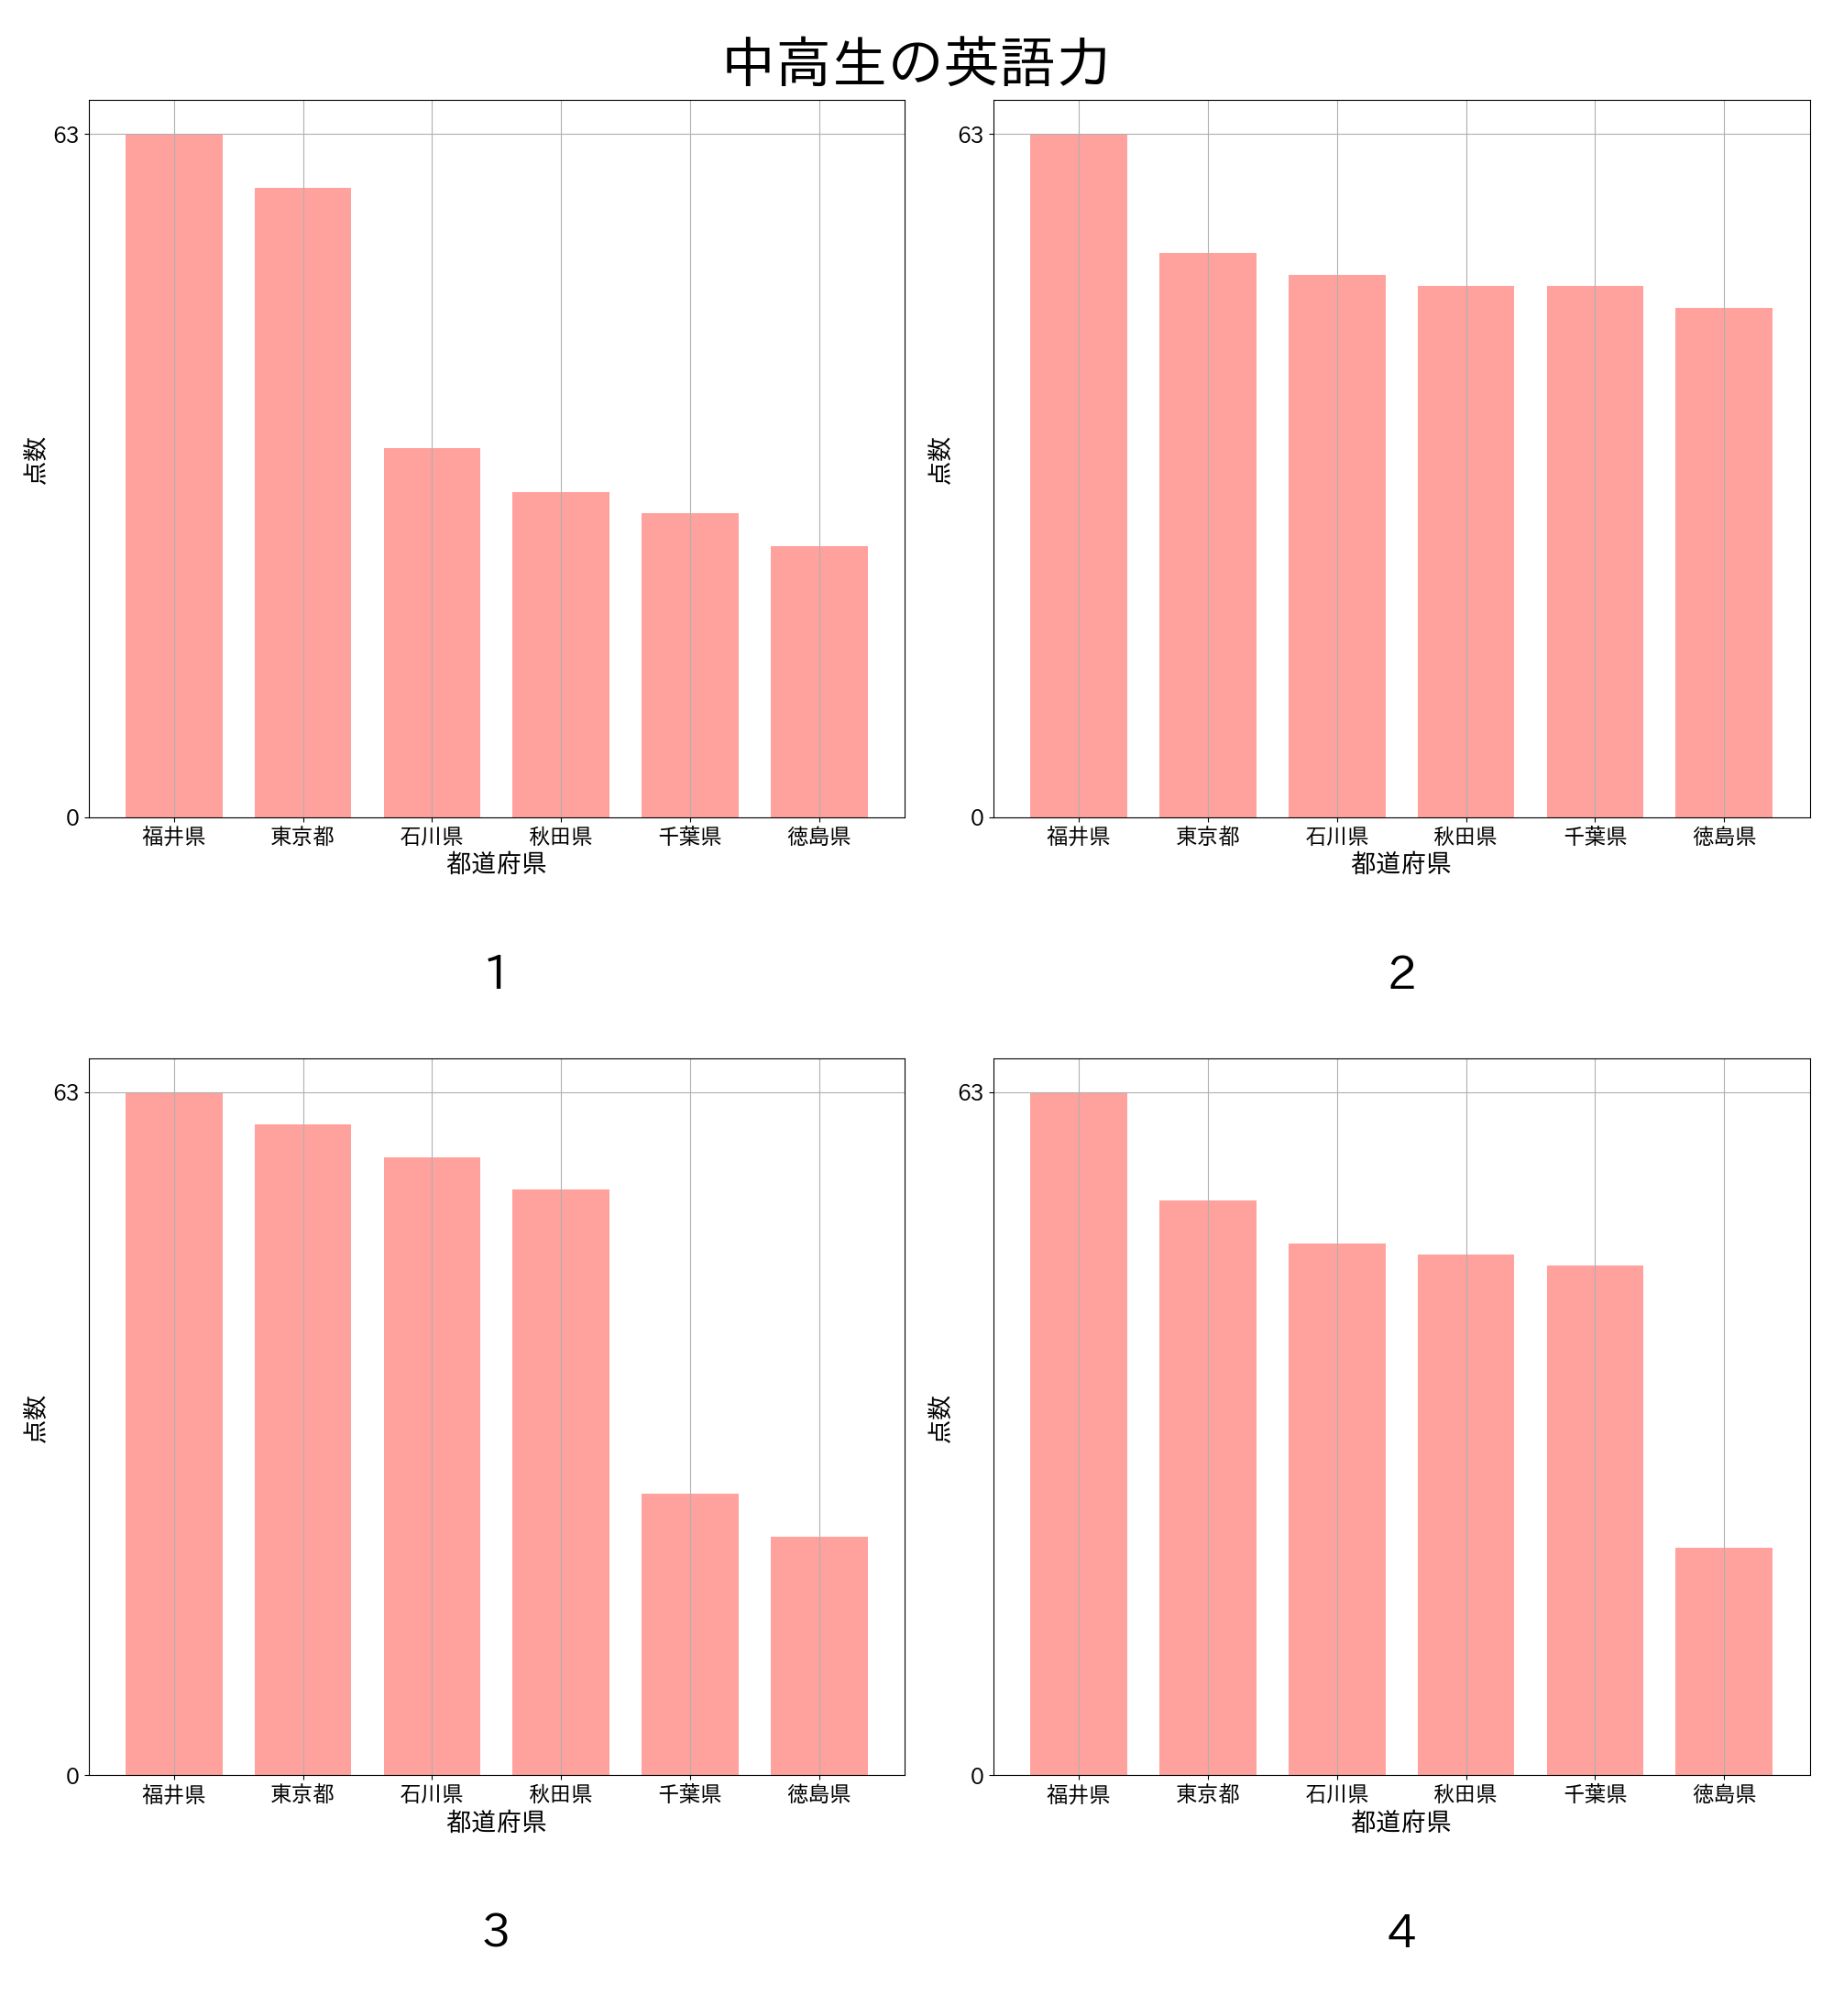 中高生の英語力
63
0
点数
福井県 東京都 石川県 秋田県 千葉県 徳島県
都道府県
1
63
0
点数
福井県 東京都 石川県 秋田県 千葉県 徳島県
都道府県
2
63
0
点数
福井県 東京都 石川県 秋田県 千葉県 徳島県
都道府県
3
63
0
点数
福井県 東京都 石川県 秋田県 千葉県 徳島県
都道府県
4